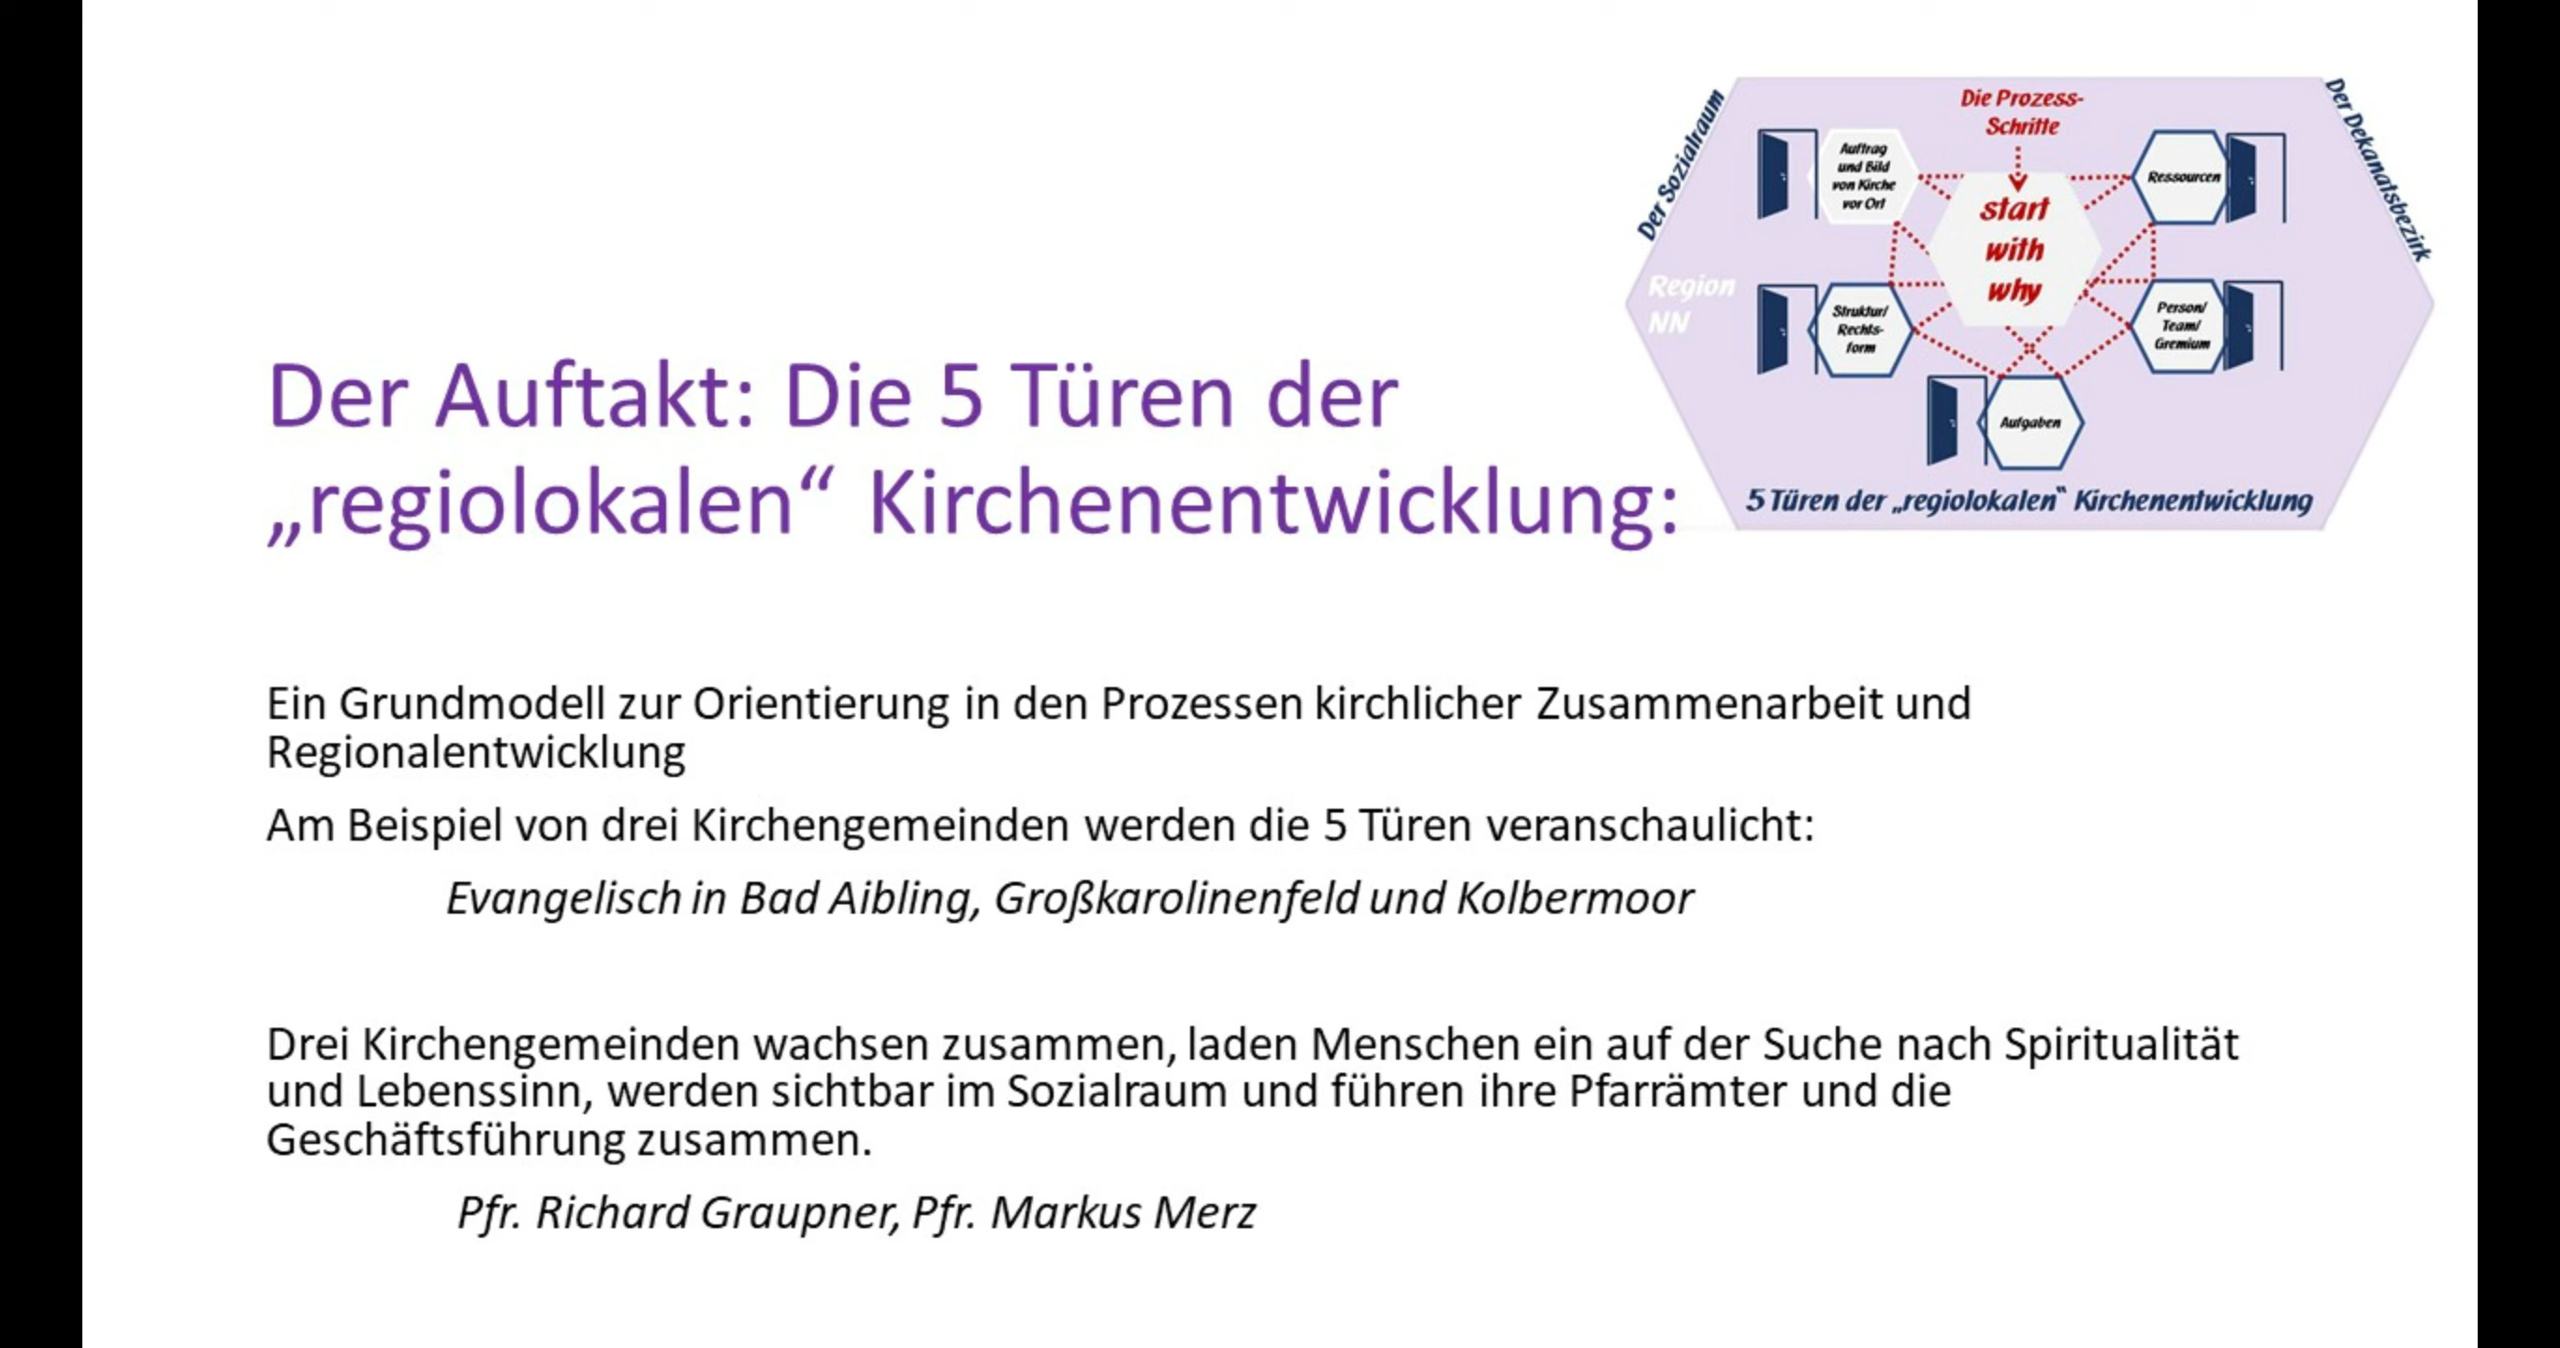 Der Sozialraum
Der Dekanatsbezirk
Die Prozess-
Schritte
Auftrag
und Bild
von Kirche
vor Ort
start
with
why
Ressourcen
Region
NN
Struktur/
Rechts-
form
Person/
Team/
Gremium
Aufgaben
5 Türen der „regiolokalen“ Kirchenentwicklung
Der Auftakt: Die 5 Türen der
„regiolokalen“ Kirchenentwicklung:
Ein Grundmodell zur Orientierung in den Prozessen kirchlicher Zusammenarbeit und
Regionalentwicklung
Am Beispiel von drei Kirchengemeinden werden die 5 Türen veranschaulicht:
Evangelisch in Bad Aibling, Großkarolinenfeld und Kolbermoor
Drei Kirchengemeinden wachsen zusammen, laden Menschen ein auf der Suche nach Spiritualität
und Lebenssinn, werden sichtbar im Sozialraum und führen ihre Pfarrämter und die
Geschäftsführung zusammen.
Pfr. Richard Graupner, Pfr. Markus Merz